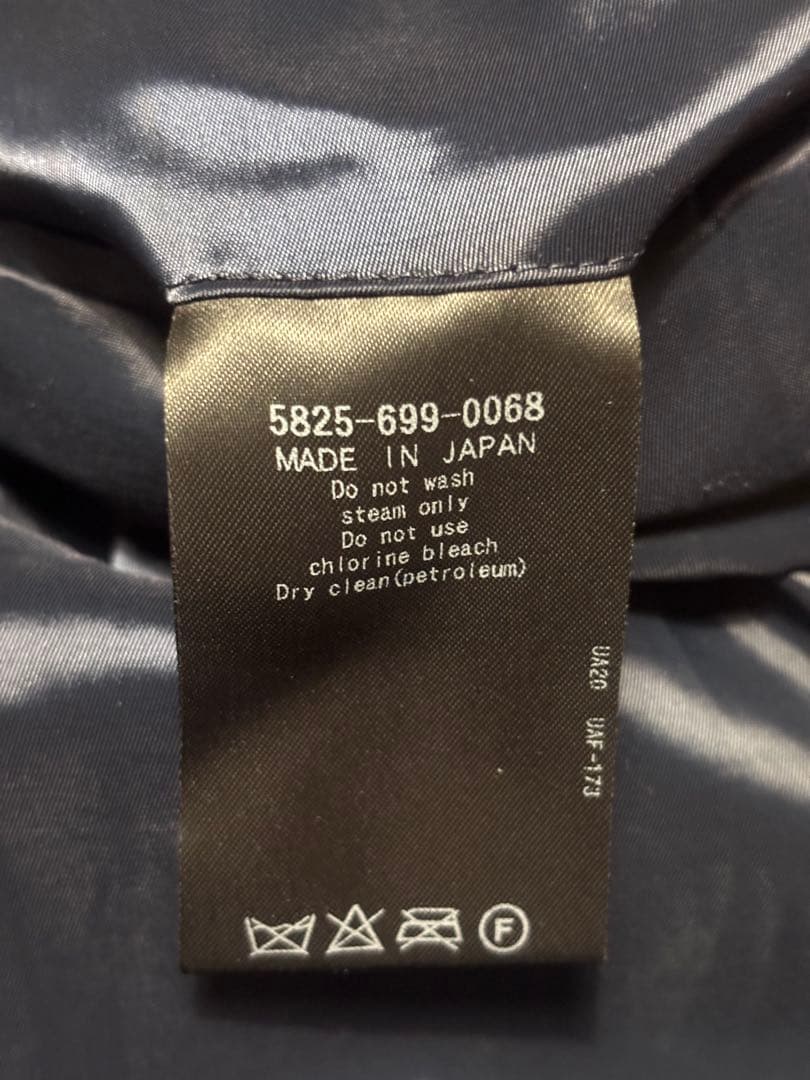 5825-699-0068
MADE IN JAPAN
Do not wash
steam only
Do not use
chlorine bleach
Dry clean(petroleum)
UA20 UAF-173
F